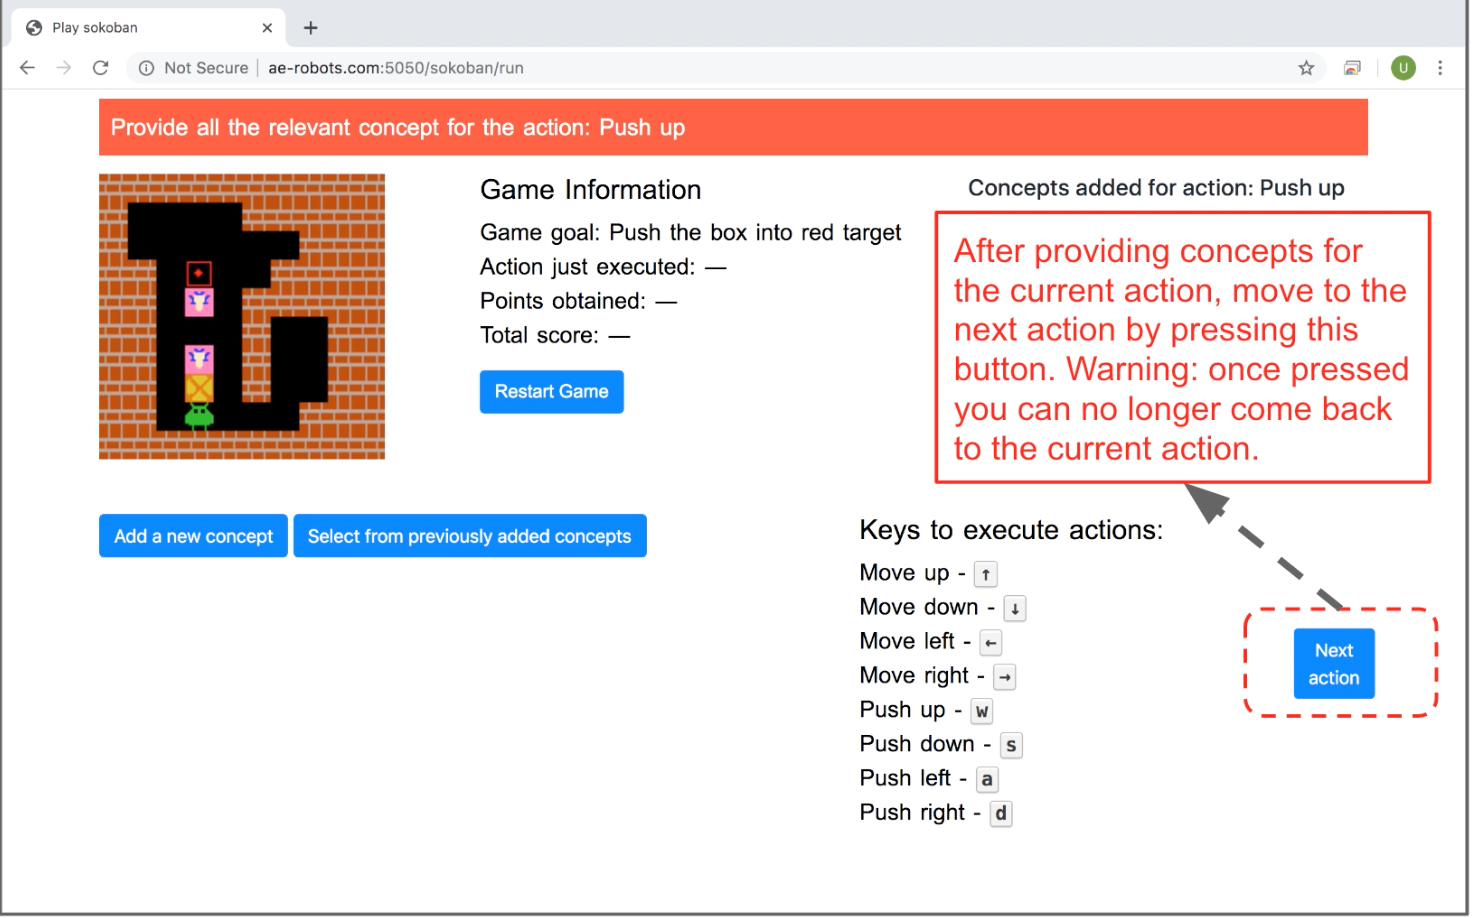 Play sokoban
Not Secure | ae-robots.com:5050/sokoban/run
U
Provide all the relevant concept for the action: Push up
Game Information
Game goal: Push the box into red target
Action just executed: —
Points obtained: —
Total score: —
Restart Game
Concepts added for action: Push up
After providing concepts for
the current action, move to the
next action by pressing this
button. Warning: once pressed
you can no longer come back
to the current action.
Add a new concept
Select from previously added concepts
Keys to execute actions:
Move up - ↑
Move down - ↓
Move left - ←
Move right - →
Push up - w
Push down - s
Push left - a
Push right - d
Next
action